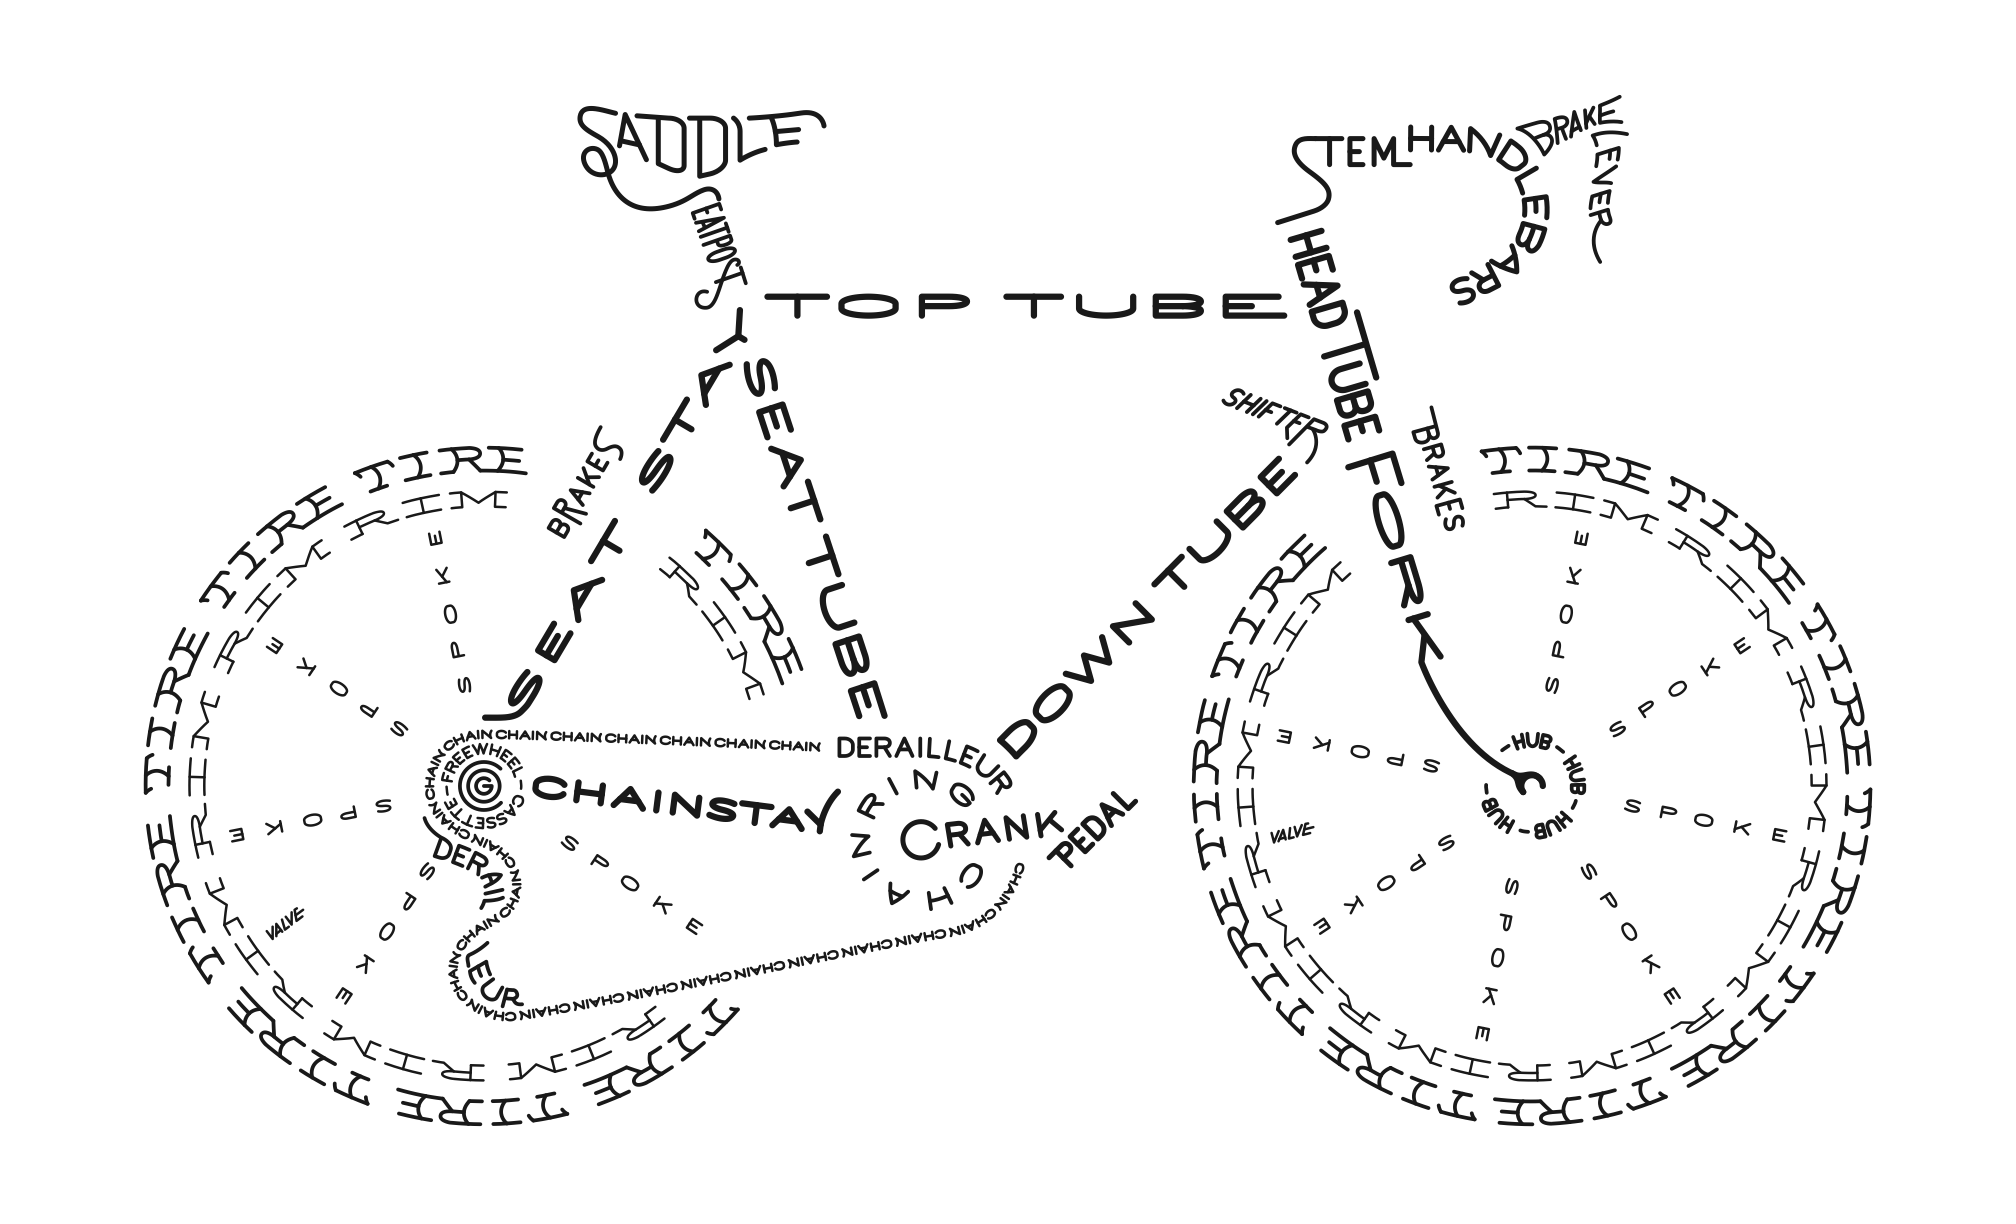 SADDLE
SEATPOST
STEM
HANDLEBARS
BRAKE LEVER
TOP TUBE
HEAD TUBE
SEAT STAY
SEAT TUBE
DOWN TUBE
SHIFTER
BRAKES
BRAKES
FORK
TIRE TIRE TIRE TIRE TIRE TIRE TIRE TIRE
RIM RIM RIM RIM RIM RIM RIM
SPOKE
SPOKE
SPOKE
SPOKE
SPOKE
VALVE
FREEWHEEL - CASSETTE -
CHAIN CHAIN CHAIN CHAIN CHAIN CHAIN CHAIN
CHAIN CHAIN CHAIN CHAIN CHAIN CHAIN CHAIN
CHAIN CHAIN CHAIN CHAIN CHAIN CHAIN CHAIN CHAIN CHAIN CHAIN
CHAINSTAY
DERAILLEUR
DERAILLEUR
CHAINRING
CRANK
PEDAL
TIRE TIRE TIRE TIRE TIRE TIRE TIRE TIRE TIRE TIRE
RIM RIM RIM RIM RIM RIM RIM RIM RIM
SPOKE
SPOKE
SPOKE
SPOKE
SPOKE
SPOKE
SPOKE
VALVE
- HUB - HUB - HUB - HUB